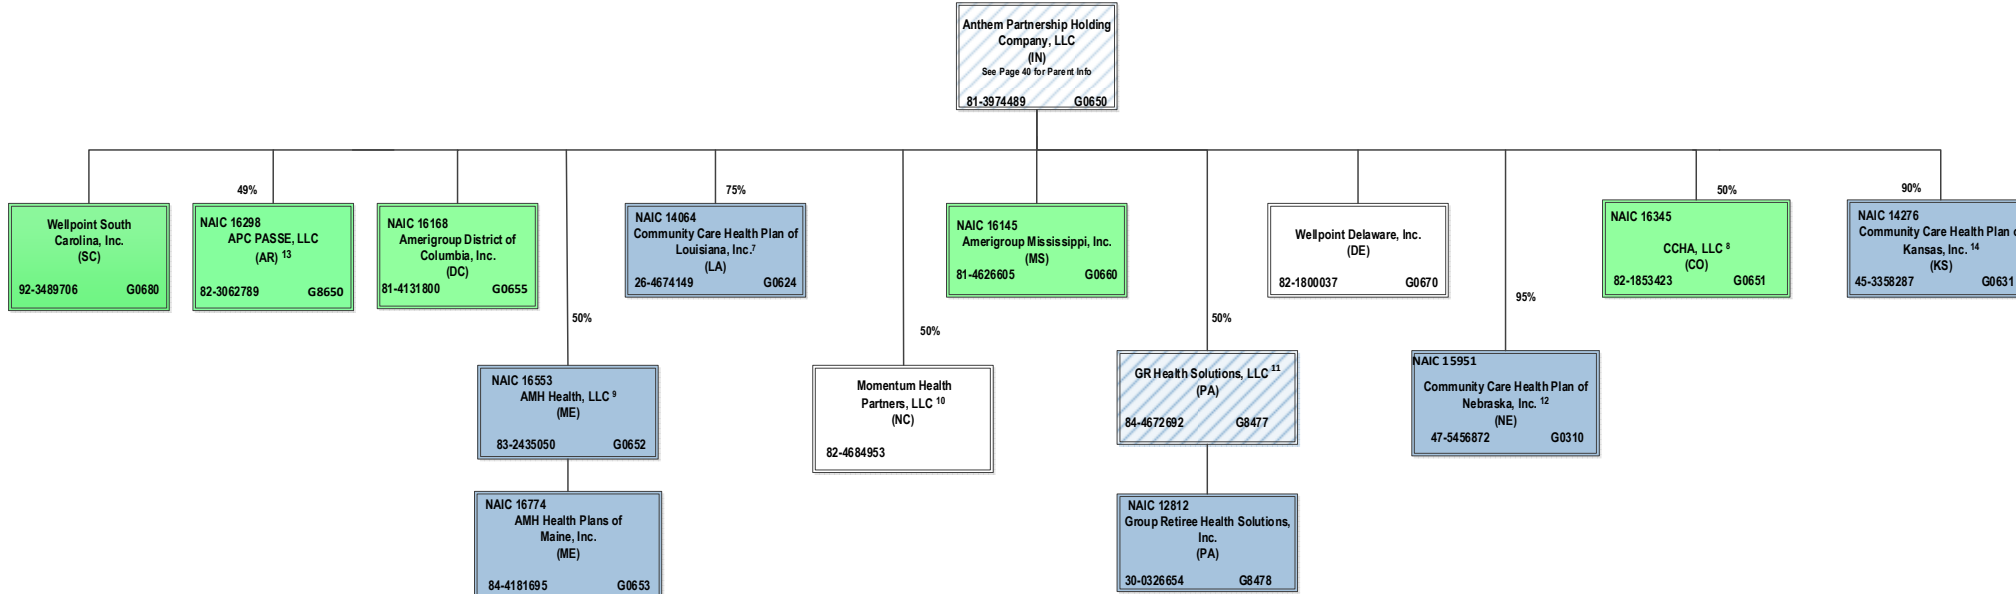 Anthem Partnership Holding
Company, LLC
(IN)
See Page 40 for Parent Info
81-3974489 G0650
Wellpoint South
Carolina, Inc.
(SC)
92-3489706 G0680
49%
NAIC 16298
APC PASSE, LLC
(AR) 13
82-3062789 G8650
NAIC 16168
Amerigroup District of
Columbia, Inc.
(DC)
81-4131800 G0655
75%
NAIC 14064
Community Care Health Plan of
Louisiana, Inc.7
(LA)
26-4674149 G0624
NAIC 16145
Amerigroup Mississippi, Inc.
(MS)
81-4626605 G0660
Wellpoint Delaware, Inc.
(DE)
82-1800037 G0670
50%
NAIC 16345
CCHA, LLC 8
(CO)
82-1853423 G0651
90%
NAIC 14276
Community Care Health Plan
Kansas, Inc. 14
(KS)
45-3358287 G0631
50%
NAIC 16553
AMH Health, LLC 9
(ME)
83-2435050 G0652
50%
Momentum Health
Partners, LLC 10
(NC)
82-4684953
50%
GR Health Solutions, LLC 11
(PA)
84-4672692 G8477
95%
NAIC 15951
Community Care Health Plan of
Nebraska, Inc. 12
(NE)
47-5456872 G0310
NAIC 16774
AMH Health Plans of
Maine, Inc.
(ME)
84-4181695 G0653
NAIC 12812
Group Retiree Health Solutions,
Inc.
(PA)
30-0326654 G8478